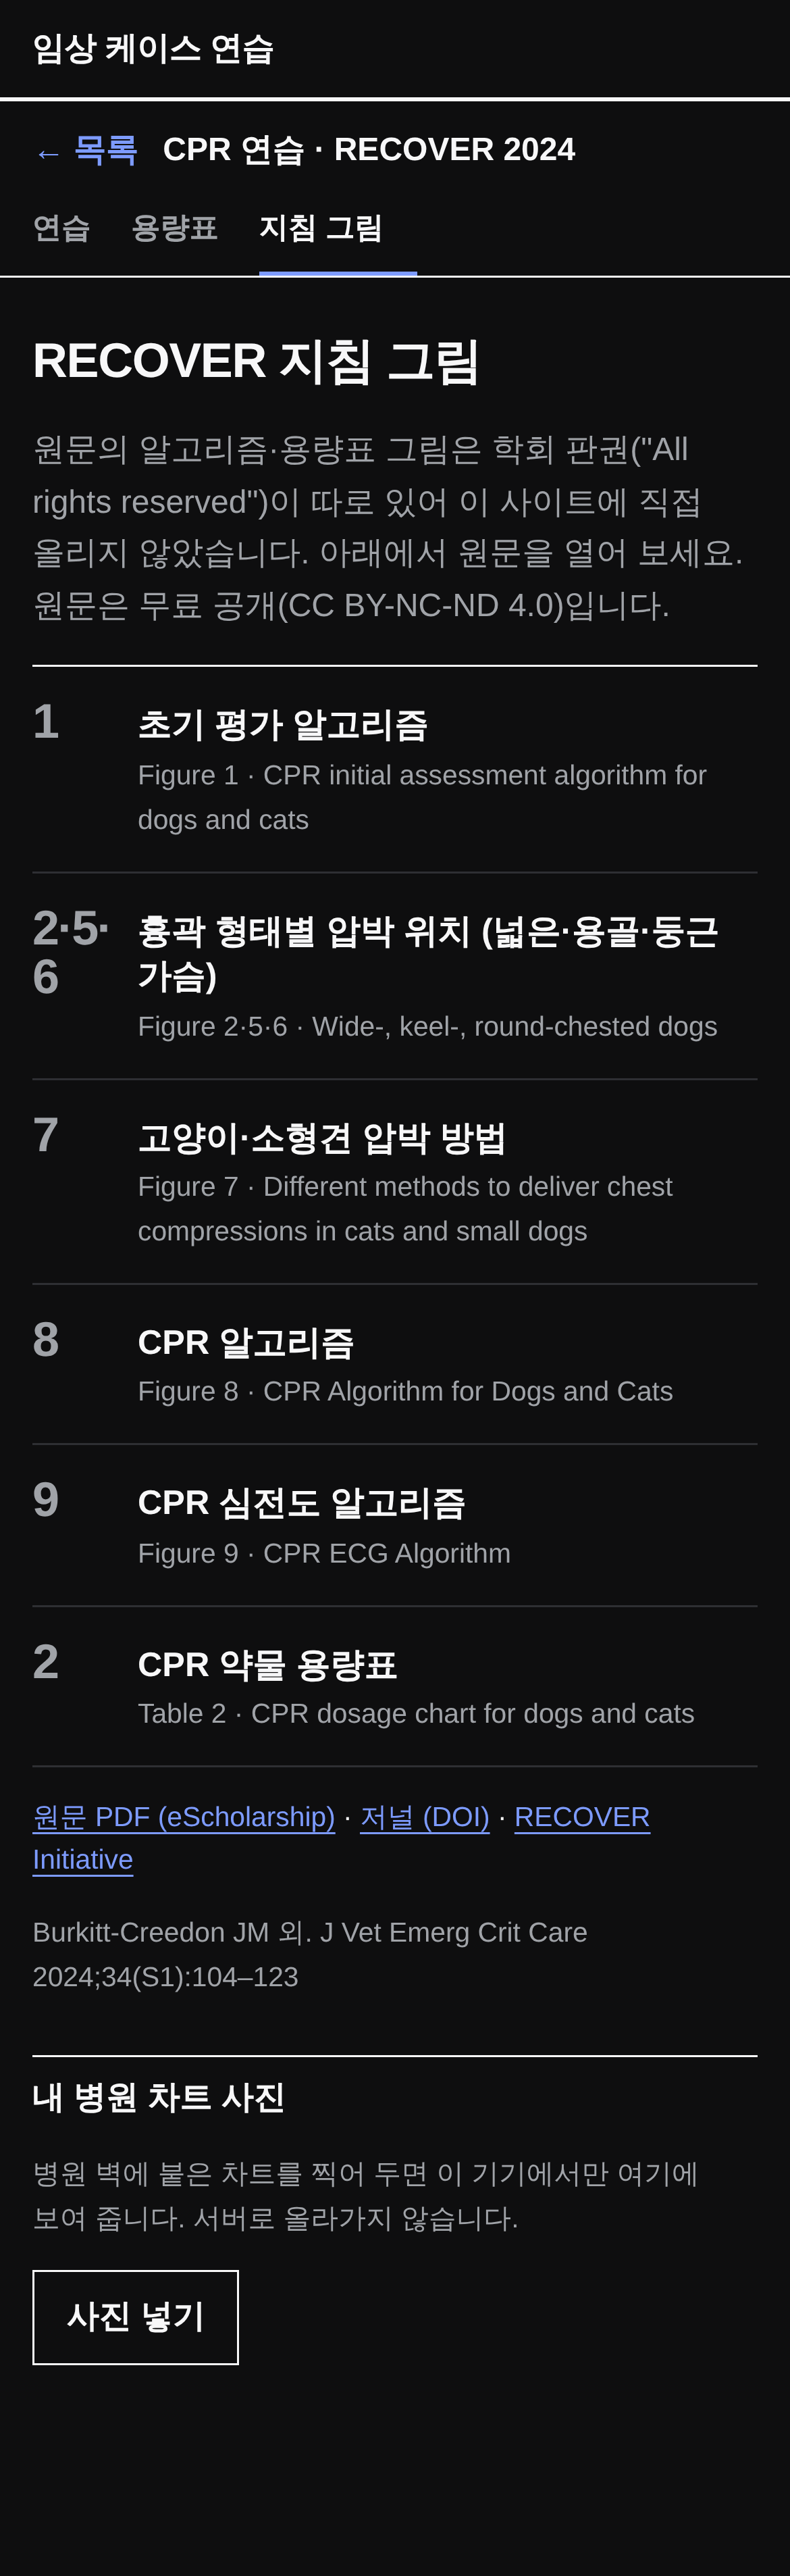 임상 케이스 연습
← 목록 CPR 연습 · RECOVER 2024
연습 용량표 지침 그림
RECOVER 지침 그림
원문의 알고리즘·용량표 그림은 학회 판권("All
rights reserved")이 따로 있어 이 사이트에 직접
올리지 않았습니다. 아래에서 원문을 열어 보세요.
원문은 무료 공개(CC BY-NC-ND 4.0)입니다.
1 초기 평가 알고리즘
Figure 1 · CPR initial assessment algorithm for
dogs and cats
2·5· 흉곽 형태별 압박 위치 (넓은·용골·둥근
6 가슴)
Figure 2·5·6 · Wide-, keel-, round-chested dogs
7 고양이·소형견 압박 방법
Figure 7 · Different methods to deliver chest
compressions in cats and small dogs
8 CPR 알고리즘
Figure 8 · CPR Algorithm for Dogs and Cats
9 CPR 심전도 알고리즘
Figure 9 · CPR ECG Algorithm
2 CPR 약물 용량표
Table 2 · CPR dosage chart for dogs and cats
원문 PDF (eScholarship) · 저널 (DOI) · RECOVER
Initiative
Burkitt-Creedon JM 외. J Vet Emerg Crit Care
2024;34(S1):104–123
내 병원 차트 사진
병원 벽에 붙은 차트를 찍어 두면 이 기기에서만 여기에
보여 줍니다. 서버로 올라가지 않습니다.
사진 넣기